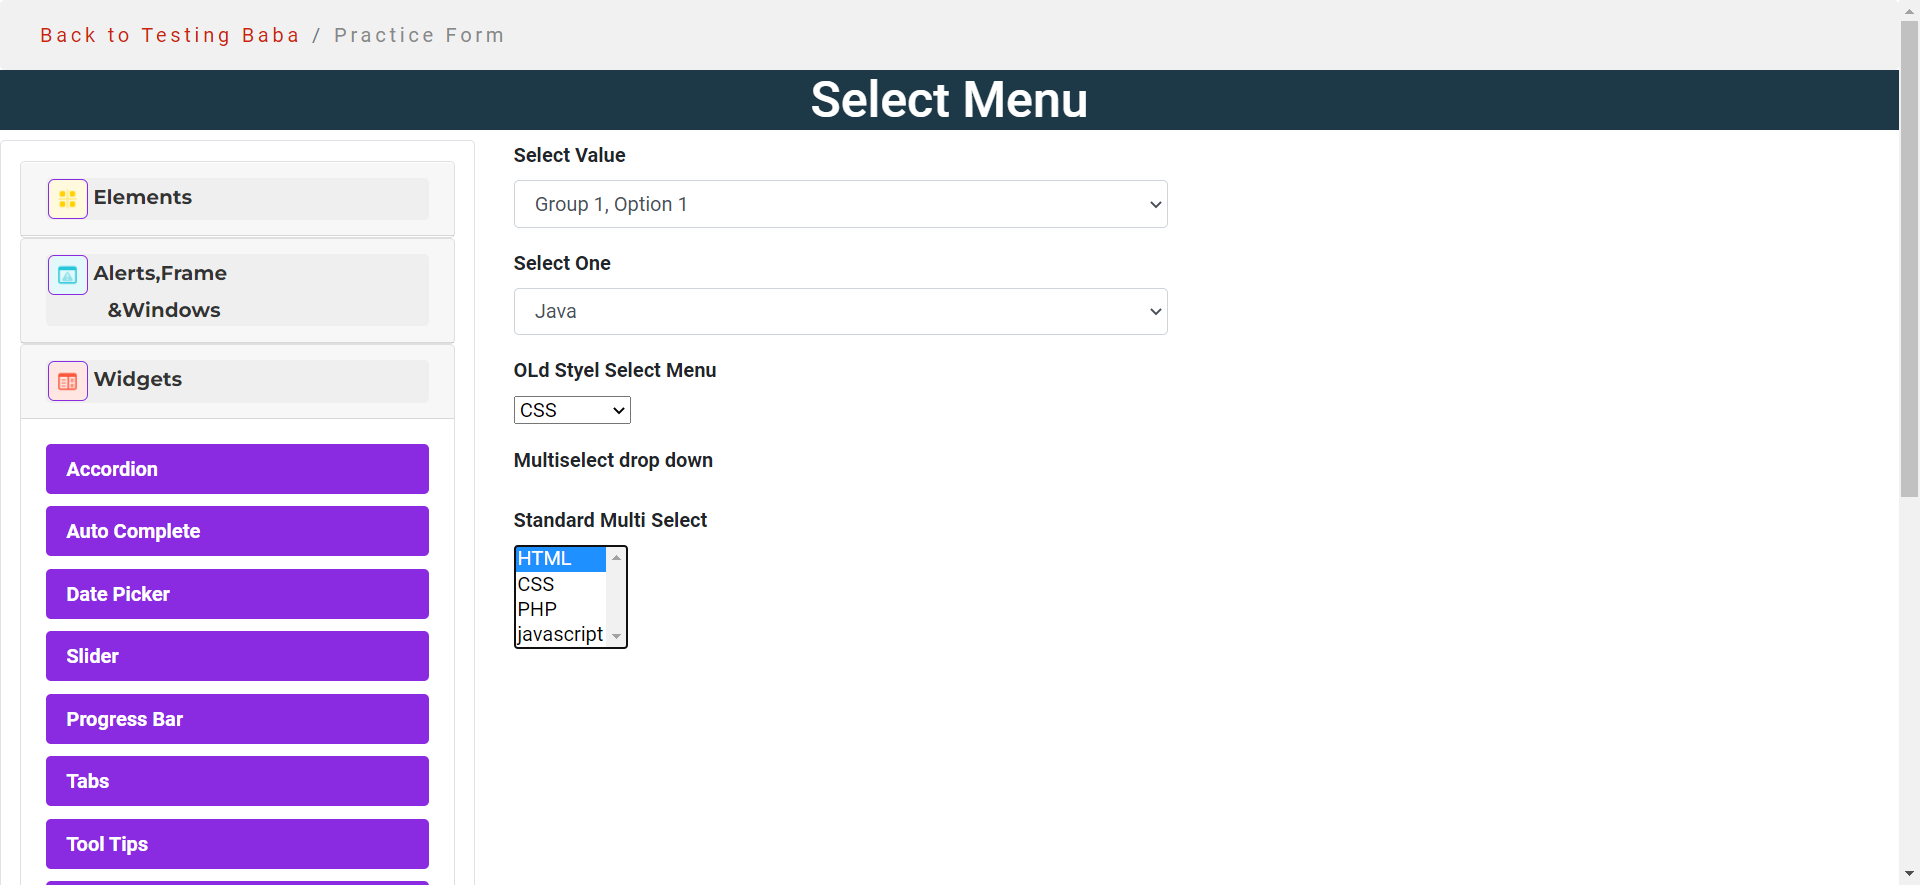 Back to Testing Baba / Practice Form
Select Menu
Elements
Alerts,Frame
&Windows
Widgets
Accordion
Auto Complete
Date Picker
Slider
Progress Bar
Tabs
Tool Tips
Select Value
Group 1, Option 1
Select One
Java
OLd Styel Select Menu
CSS
Multiselect drop down
Standard Multi Select
HTML
CSS
PHP
javascript